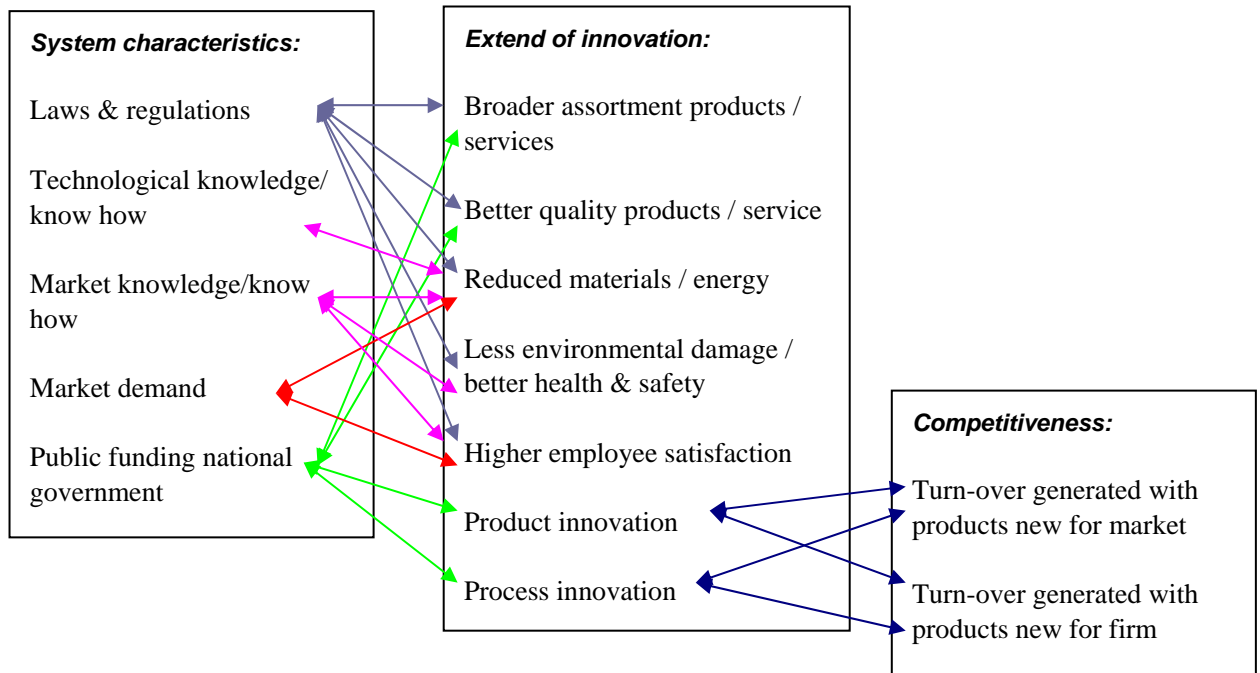 System characteristics:
Laws & regulations
Technological knowledge/
know how
Market knowledge/know
how
Market demand
Public funding national
government
Extend of innovation:
Broader assortment products /
services
Better quality products / service
Reduced materials / energy
Less environmental damage /
better health & safety
Higher employee satisfaction
Product innovation
Process innovation
Competitiveness:
Turn-over generated with
products new for market
Turn-over generated with
products new for firm